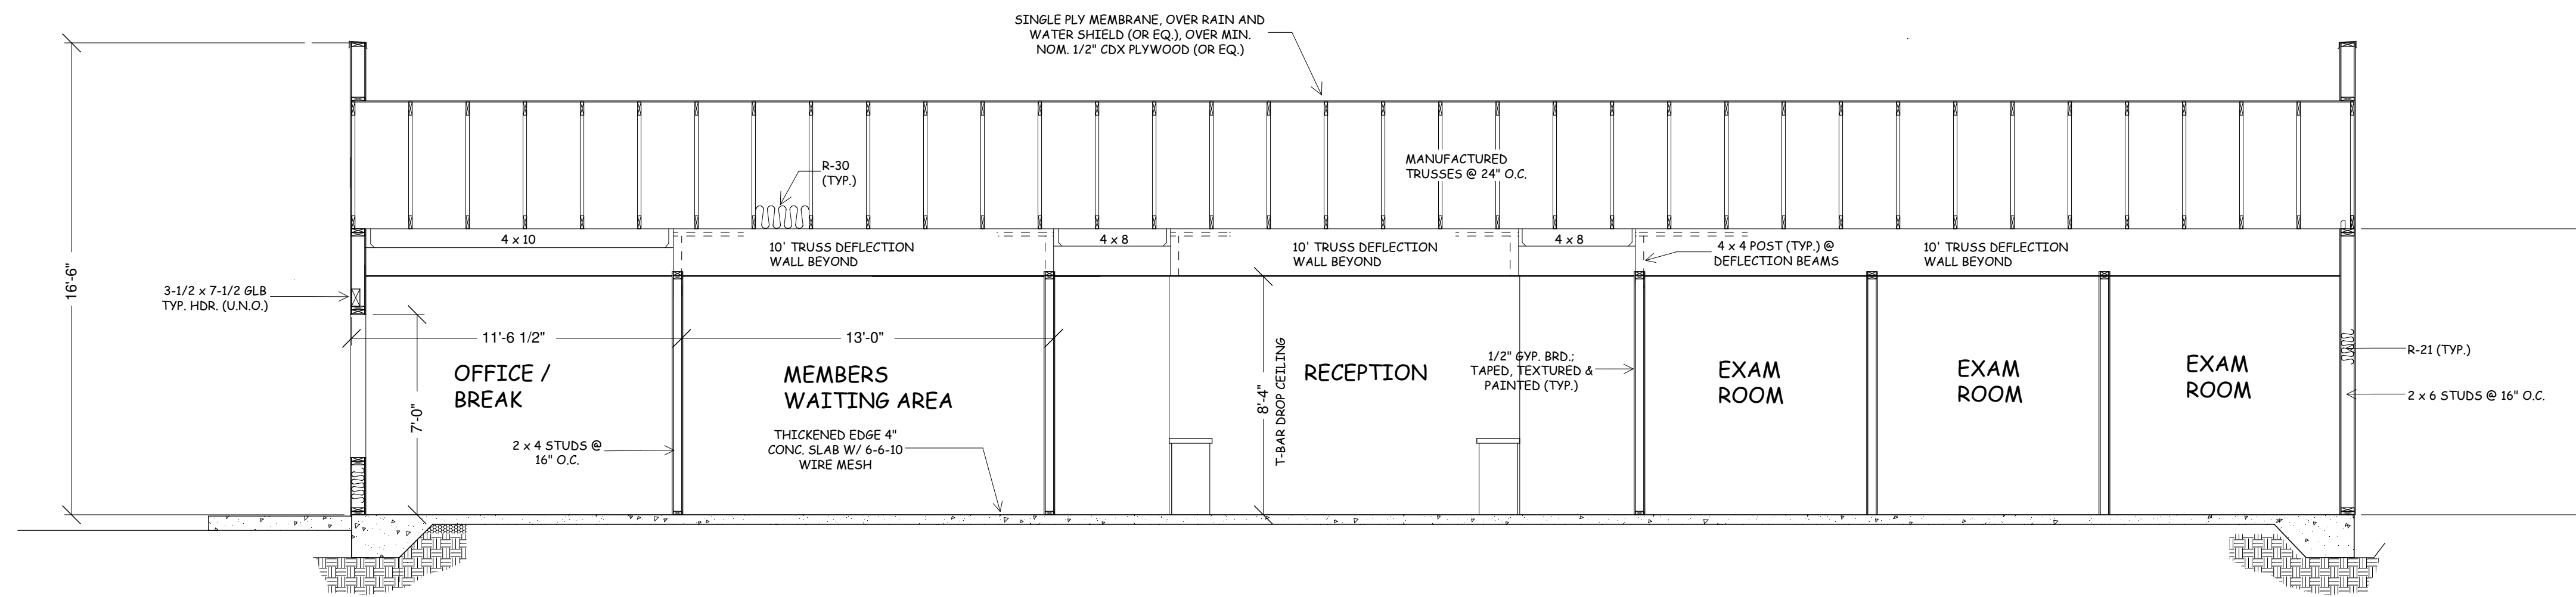 SINGLE PLY MEMBRANE, OVER RAIN AND
WATER SHIELD (OR EQ.), OVER MIN.
NOM. 1/2" CDX PLYWOOD (OR EQ.)
R-30
(TYP.)
MANUFACTURED
TRUSSES @ 24" O.C.
16'-6"
4 x 10
10' TRUSS DEFLECTION
WALL BEYOND
4 x 8
10' TRUSS DEFLECTION
WALL BEYOND
4 x 8
4 x 4 POST (TYP.) @
DEFLECTION BEAMS
10' TRUSS DEFLECTION
WALL BEYOND
3-1/2 x 7-1/2 GLB
TYP. HDR. (U.N.O.)
11'-6 1/2"
13'-0"
7'-0"
OFFICE /
BREAK
MEMBERS
WAITING AREA
8'-4"
T-BAR DROP CEILING
RECEPTION
1/2" GYP. BRD.;
TAPED, TEXTURED &
PAINTED (TYP.)
EXAM
ROOM
EXAM
ROOM
EXAM
ROOM
R-21 (TYP.)
2 x 6 STUDS @ 16" O.C.
2 x 4 STUDS @
16" O.C.
THICKENED EDGE 4"
CONC. SLAB W/ 6-6-10
WIRE MESH